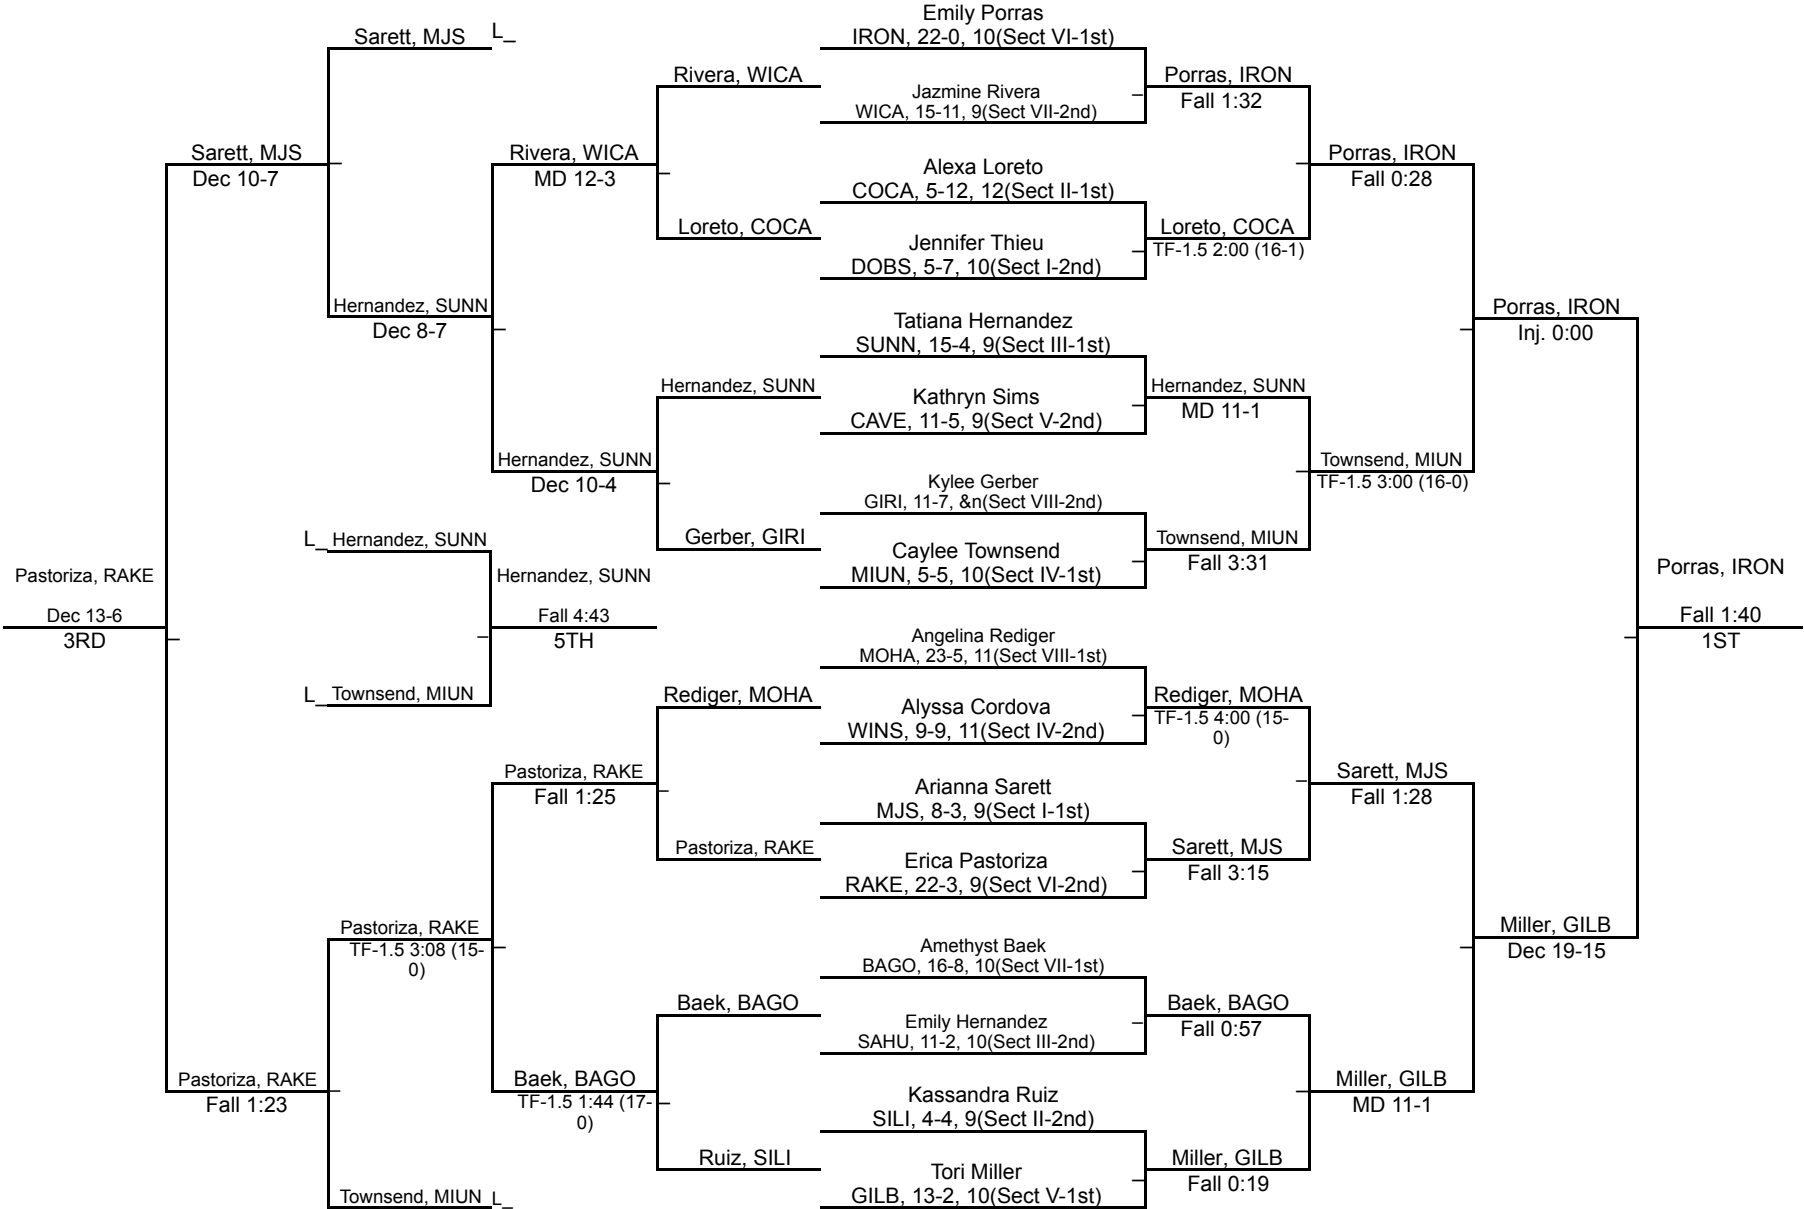 Sarett, MJS
L_
Sarett, MJS
Dec 10-7
Hernandez, SUNN
Dec 8-7
Rivera, WICA
MD 12-3
Hernandez, SUNN
Dec 10-4
Rivera, WICA
Loreto, COCA
Hernandez, SUNN
Gerber, GIRI
Emily Porras
IRON, 22-0, 10(Sect VI-1st)
Jazmine Rivera
WICA, 15-11, 9(Sect VII-2nd)
Alexa Loreto
COCA, 5-12, 12(Sect II-1st)
Jennifer Thieu
DOBS, 5-7, 10(Sect I-2nd)
Tatiana Hernandez
SUNN, 15-4, 9(Sect III-1st)
Kathryn Sims
CAVE, 11-5, 9(Sect V-2nd)
Kylee Gerber
GIRI, 11-7, &n(Sect VIII-2nd)
Caylee Townsend
MIUN, 5-5, 10(Sect IV-1st)
Porras, IRON
Fall 1:32
Loreto, COCA
TF-1.5 2:00 (16-1)
Hernandez, SUNN
MD 11-1
Townsend, MIUN
Fall 3:31
Porras, IRON
Fall 0:28
Townsend, MIUN
TF-1.5 3:00 (16-0)
Porras, IRON
Inj. 0:00
Pastoriza, RAKE
Dec 13-6
3RD
L_ Hernandez, SUNN
L_ Townsend, MIUN
Hernandez, SUNN
Fall 4:43
5TH
Porras, IRON
Fall 1:40
1ST
Rediger, MOHA
Pastoriza, RAKE
Fall 1:25
Pastoriza, RAKE
Pastoriza, RAKE
TF-1.5 3:08 (15-
0)
Baek, BAGO
Pastoriza, RAKE
Fall 1:23
Baek, BAGO
TF-1.5 1:44 (17-
0)
Ruiz, SILI
Townsend, MIUN L_
Angelina Rediger
MOHA, 23-5, 11(Sect VIII-1st)
Alyssa Cordova
WINS, 9-9, 11(Sect IV-2nd)
Arianna Sarett
MJS, 8-3, 9(Sect I-1st)
Erica Pastoriza
RAKE, 22-3, 9(Sect VI-2nd)
Amethyst Baek
BAGO, 16-8, 10(Sect VII-1st)
Emily Hernandez
SAHU, 11-2, 10(Sect III-2nd)
Kassandra Ruiz
SILI, 4-4, 9(Sect II-2nd)
Tori Miller
GILB, 13-2, 10(Sect V-1st)
Rediger, MOHA
TF-1.5 4:00 (15-
0)
Sarett, MJS
Fall 3:15
Baek, BAGO
Fall 0:57
Miller, GILB
Fall 0:19
Sarett, MJS
Fall 1:28
Miller, GILB
MD 11-1
Miller, GILB
Dec 19-15